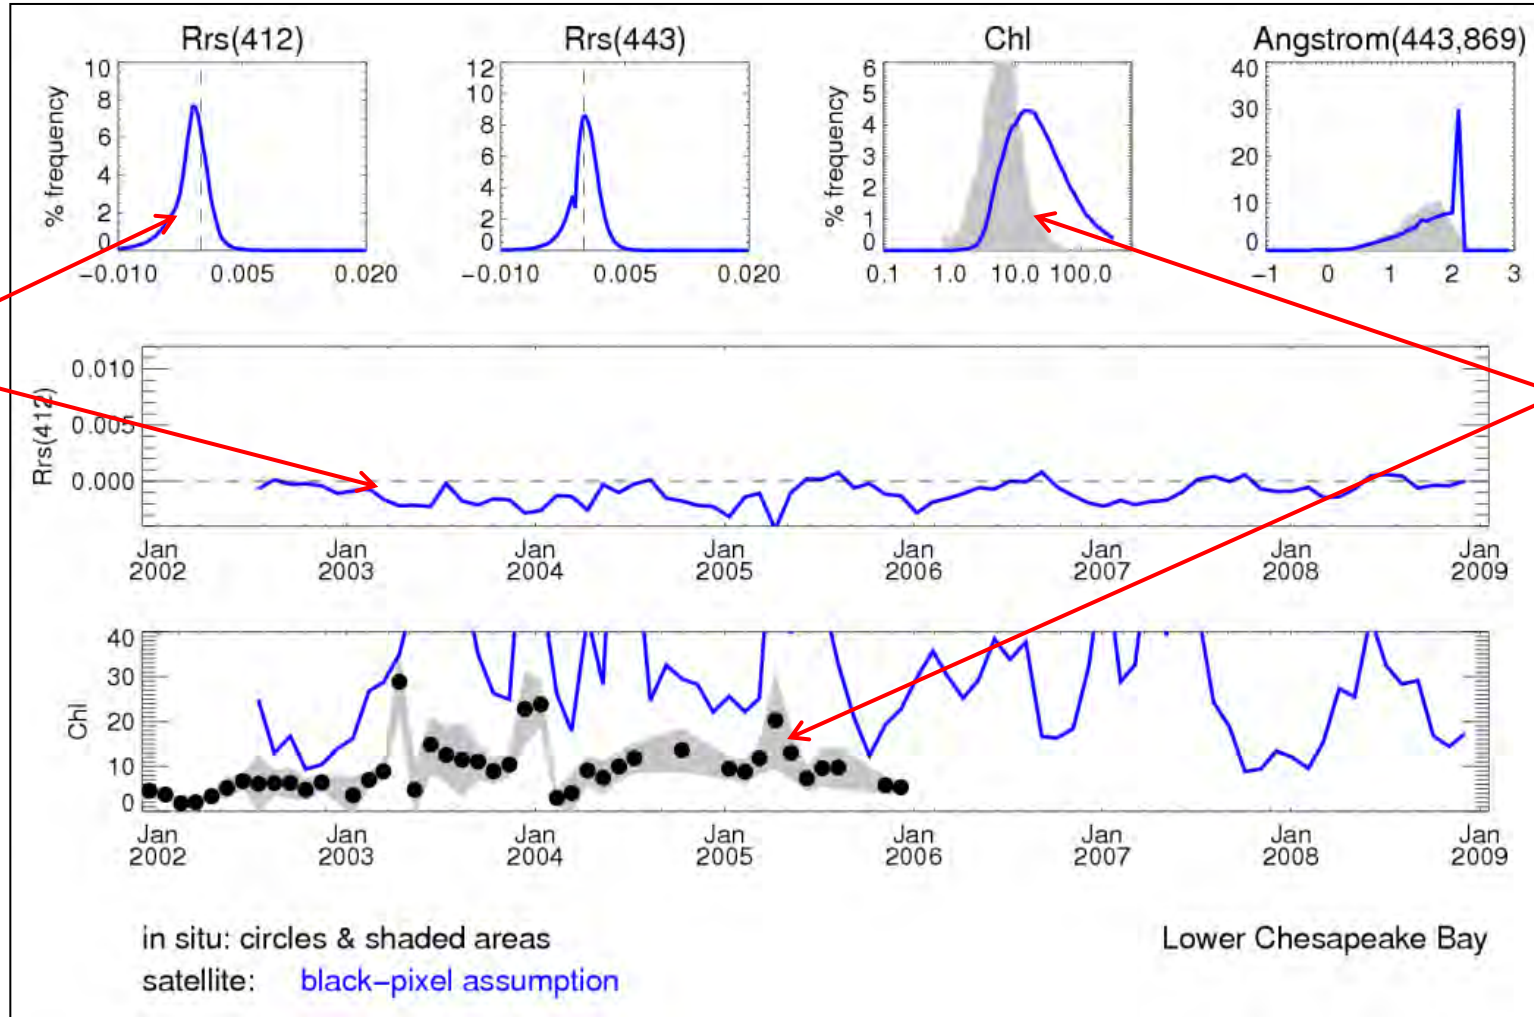 Rrs(412) Rrs(443) Chl Angstrom(443,869)
% frequency
10
8
6
4
2
0
−0.010 0.005 0.020
12
10
8
6
4
2
0
−0.010 0.005 0.020
% frequency
6
5
4
3
2
1
0
0.1 1.0 10.0 100.0
40
30
20
10
0
−1 0 1 2 3
Rrs(412)
0.010
0.005
0.000
Jan Jan Jan Jan Jan Jan Jan Jan
2002 2003 2004 2005 2006 2007 2008 2009
Chl
40
30
20
10
0
Jan Jan Jan Jan Jan Jan Jan Jan
2002 2003 2004 2005 2006 2007 2008 2009
in situ: circles & shaded areas Lower Chesapeake Bay
satellite: black−pixel assumption